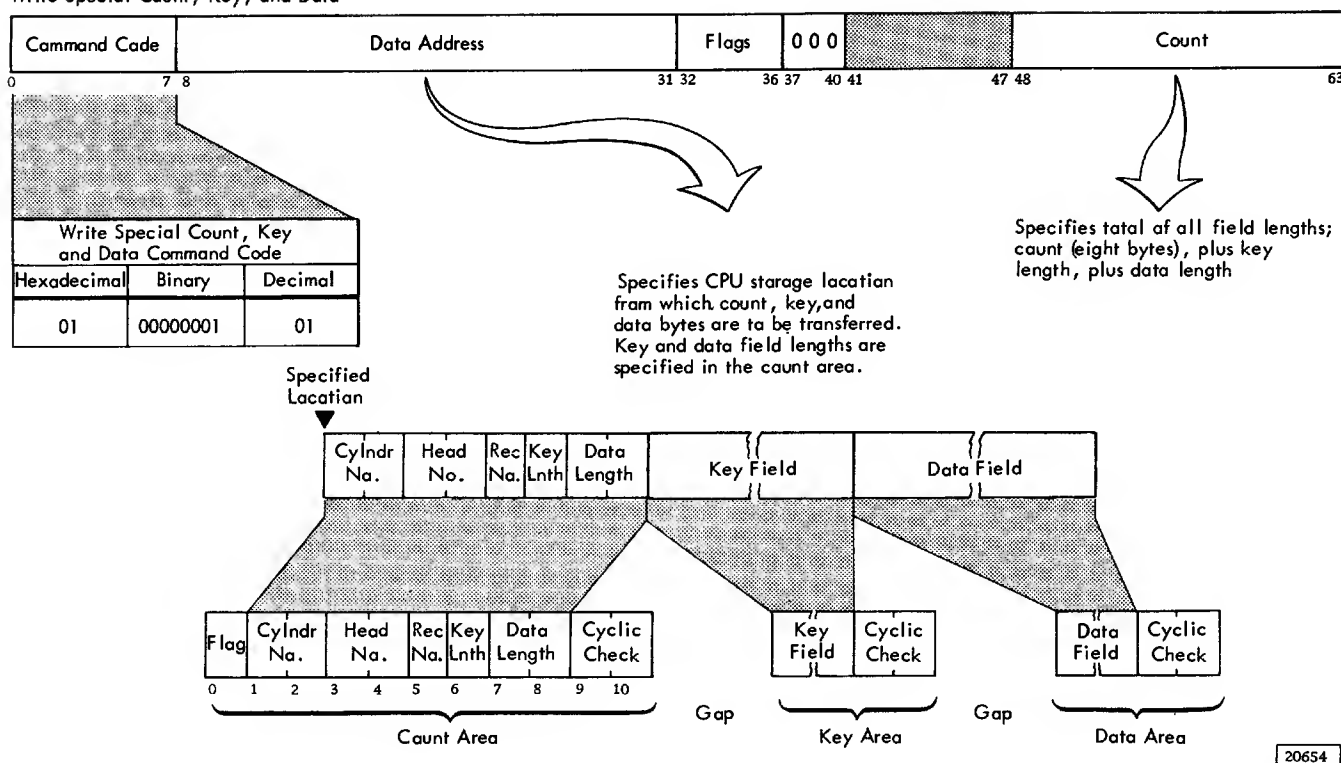 Write Special Count, Key, and Data
Cammand Cade
Data Address
Flags
0 0 0
Count
0 7 8 31 32 36 37 40 41 47 48 63
Write Special Count, Key
and Data Cammand Code
Hexadecimal Binary Decimal
01 00000001 01
Specifies CPU starage lacatian
fram which count, key, and
data bytes are ta be transferred.
Key and data field lengths are
specified in the caunt area.
Specifies tatal af all field lengths;
caunt (eight bytes), plus key
length, plus data length
Specified
Lacatian
Cylndr
Na.
Head
No.
Rec
Na.
Key
Lnth
Data
Length
Key Field
Data Field
Flag
Cylndr
Na.
Head
Na.
Rec
Na.
Key
Lnth
Data
Length
Cyclic
Check
Key
Field
Cyclic
Check
Data
Field
Cyclic
Check
0 1 2 3 4 5 6 7 8 9 10
Caunt Area
Gap
Key Area
Gap
Data Area
20654